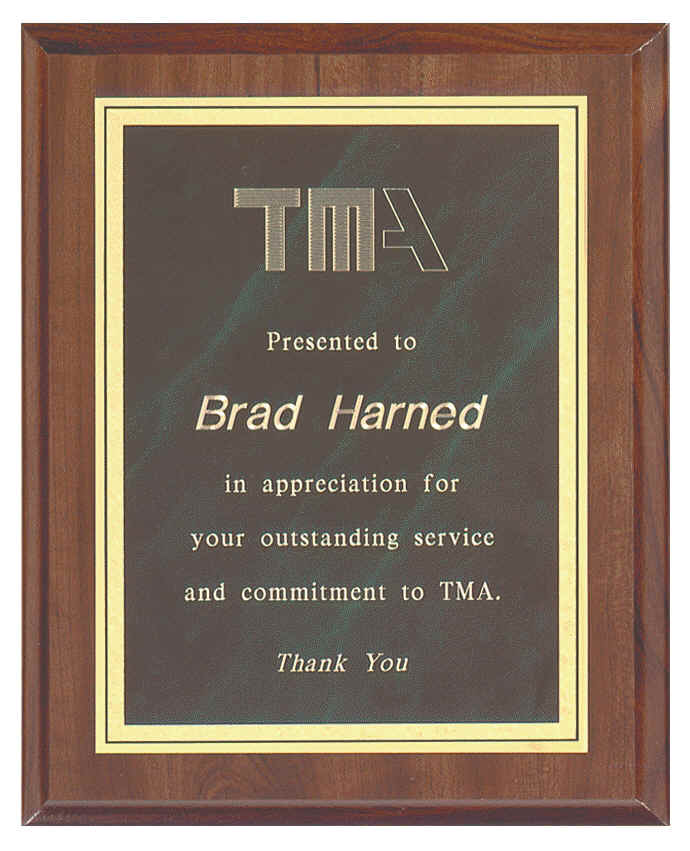 TMA
Presented to
Brad Harned
in appreciation for
your outstanding service
and commitment to TMA.
Thank You